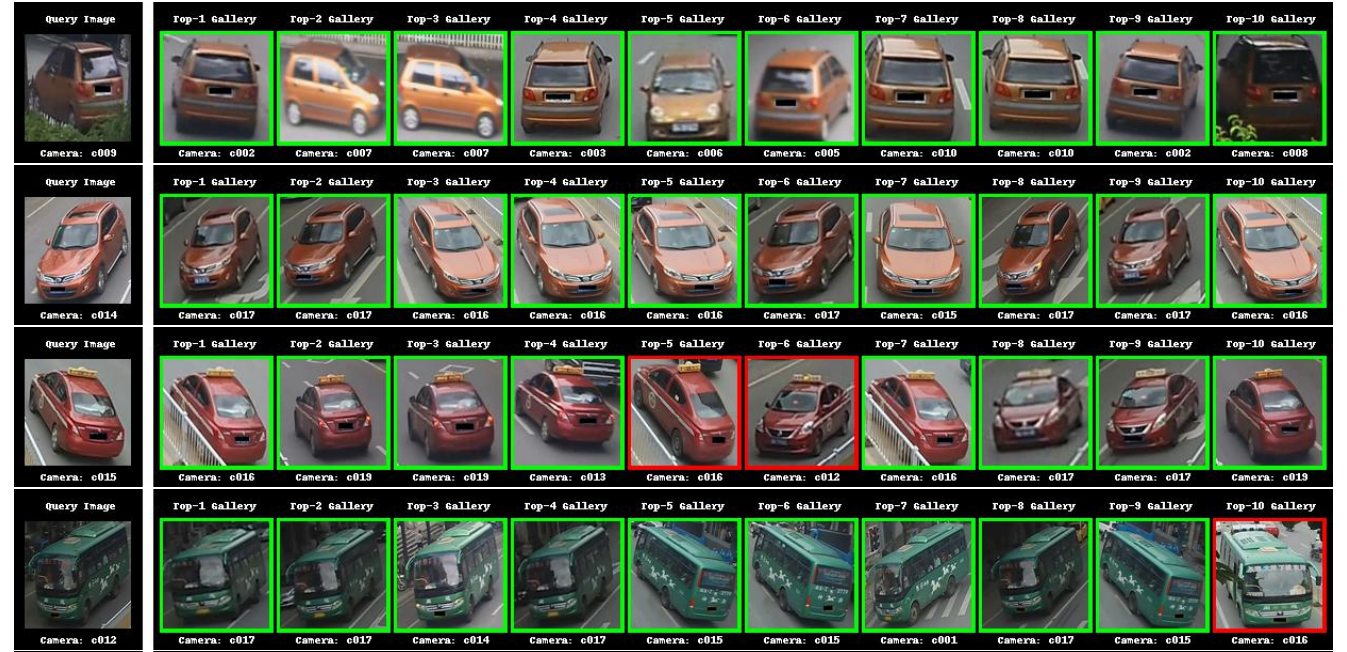 Query Image Top-1 Gallery Top-2 Gallery Top-3 Gallery Top-4 Gallery Top-5 Gallery Top-6 Gallery Top-7 Gallery Top-8 Gallery Top-9 Gallery Top-10 Gallery
Camera: c009 Camera: c002 Camera: c007 Camera: c007 Camera: c003 Camera: c006 Camera: c005 Camera: c010 Camera: c010 Camera: c002 Camera: c008
Query Image Top-1 Gallery Top-2 Gallery Top-3 Gallery Top-4 Gallery Top-5 Gallery Top-6 Gallery Top-7 Gallery Top-8 Gallery Top-9 Gallery Top-10 Gallery
Camera: c014 Camera: c017 Camera: c017 Camera: c016 Camera: c016 Camera: c016 Camera: c017 Camera: c015 Camera: c017 Camera: c017 Camera: c016
Query Image Top-1 Gallery Top-2 Gallery Top-3 Gallery Top-4 Gallery Top-5 Gallery Top-6 Gallery Top-7 Gallery Top-8 Gallery Top-9 Gallery Top-10 Gallery
Camera: c015 Camera: c016 Camera: c019 Camera: c019 Camera: c013 Camera: c016 Camera: c012 Camera: c016 Camera: c017 Camera: c017 Camera: c019
Query Image Top-1 Gallery Top-2 Gallery Top-3 Gallery Top-4 Gallery Top-5 Gallery Top-6 Gallery Top-7 Gallery Top-8 Gallery Top-9 Gallery Top-10 Gallery
Camera: c012 Camera: c017 Camera: c017 Camera: c014 Camera: c017 Camera: c015 Camera: c015 Camera: c001 Camera: c017 Camera: c015 Camera: c016